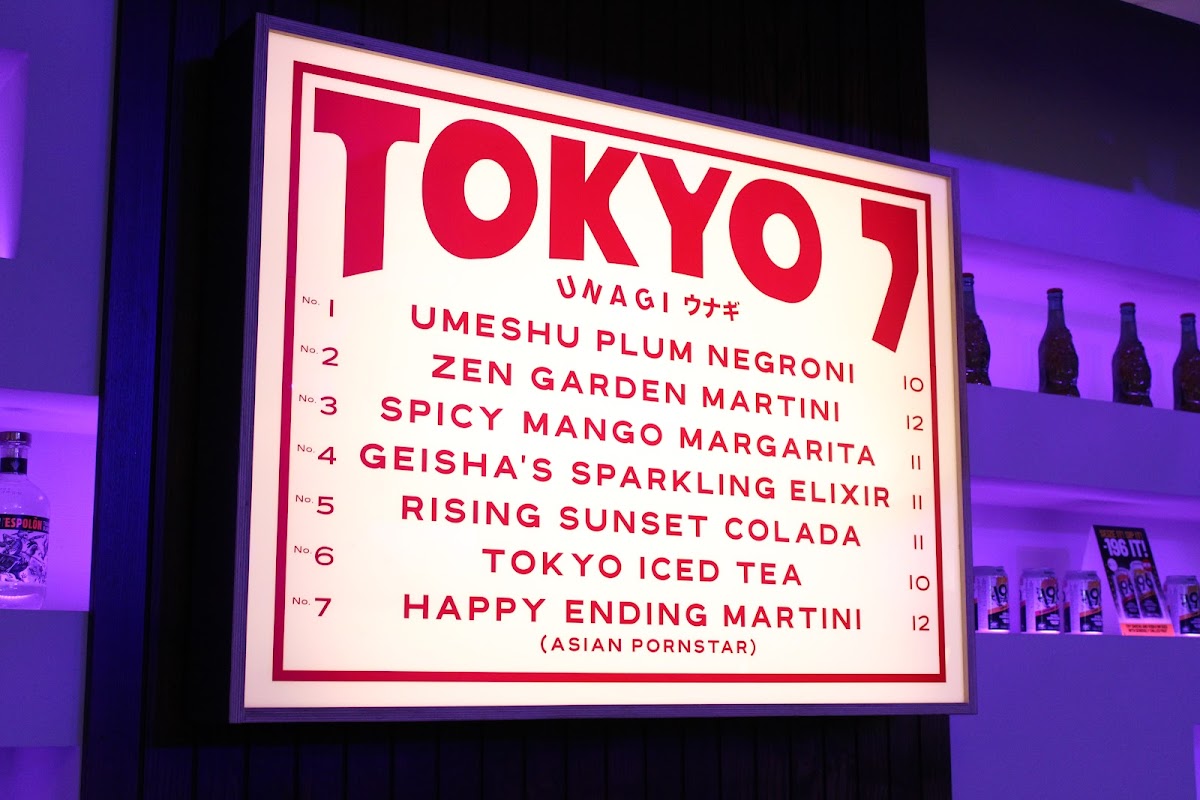 TOKYO 7
UNAGI ウナギ
No. 1 UMESHU PLUM NEGRONI 10
No. 2 ZEN GARDEN MARTINI 12
No. 3 SPICY MANGO MARGARITA 11
No. 4 GEISHA'S SPARKLING ELIXIR 11
No. 5 RISING SUNSET COLADA 11
No. 6 TOKYO ICED TEA 10
No. 7 HAPPY ENDING MARTINI 12
(ASIAN PORNSTAR)
ESPOLÒN
-196 IT!